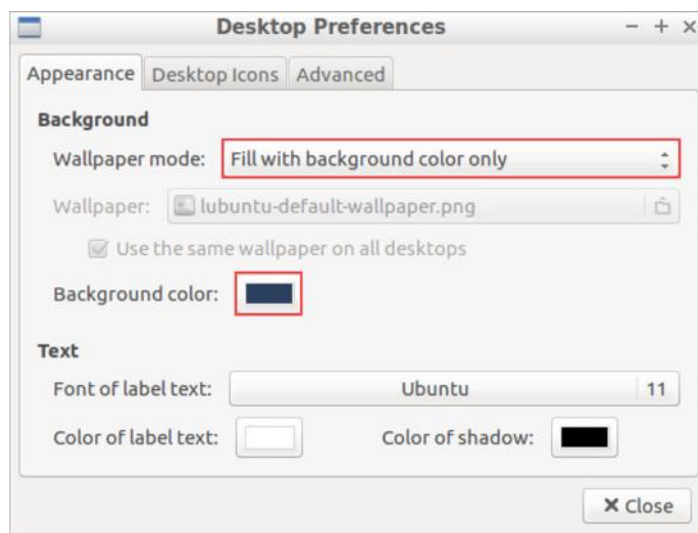 Desktop Preferences
Appearance Desktop Icons Advanced
Background
Wallpaper mode: Fill with background color only
Wallpaper: lubuntu-default-wallpaper.png
Use the same wallpaper on all desktops
Background color:
Text
Font of label text: Ubuntu 11
Color of label text: Color of shadow:
Close